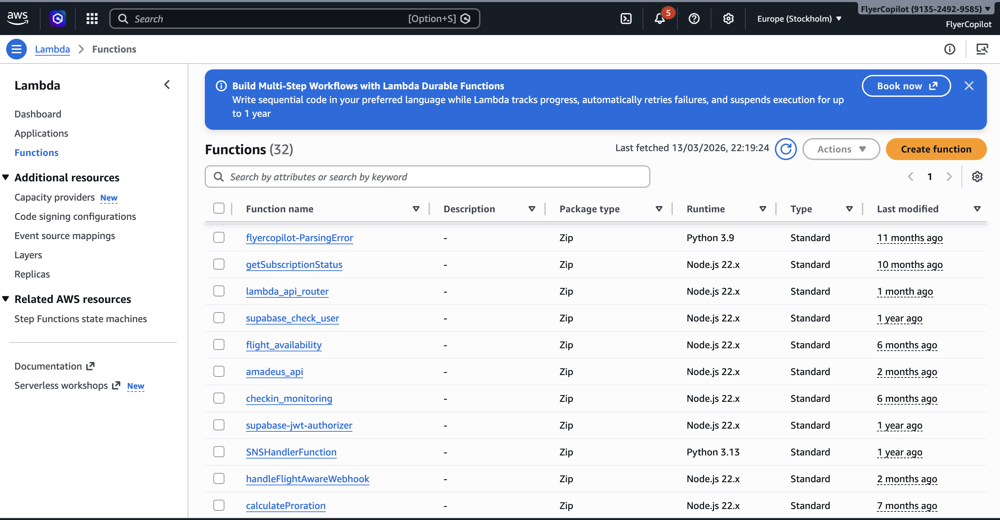 aws
Search
[Option+S]
5
Europe (Stockholm)
FlyerCopilot (9135-2492-9585)
FlyerCopilot
Lambda
Functions
Lambda
Dashboard
Applications
Functions
Additional resources
Capacity providers New
Code signing configurations
Event source mappings
Layers
Replicas
Related AWS resources
Step Functions state machines
Documentation
Serverless workshops New
Build Multi-Step Workflows with Lambda Durable Functions
Write sequential code in your preferred language while Lambda tracks progress, automatically retries failures, and suspends execution for up
to 1 year
Book now
Functions (32)
Last fetched 13/03/2026, 22:19:24
Actions
Create function
Search by attributes or search by keyword
1
Function name Description Package type Runtime Type Last modified
flyercopilot-ParsingError - Zip Python 3.9 Standard 11 months ago
getSubscriptionStatus - Zip Node.js 22.x Standard 10 months ago
lambda_api_router - Zip Node.js 22.x Standard 1 month ago
supabase_check_user - Zip Node.js 22.x Standard 1 year ago
flight_availability - Zip Node.js 22.x Standard 6 months ago
amadeus_api - Zip Node.js 22.x Standard 2 months ago
checkin_monitoring - Zip Node.js 22.x Standard 6 months ago
supabase-jwt-authorizer - Zip Node.js 22.x Standard 1 year ago
SNSHandlerFunction - Zip Python 3.13 Standard 1 year ago
handleFlightAwareWebhook - Zip Node.js 22.x Standard 2 months ago
calculateProration - Zip Node.js 22.x Standard 7 months ago